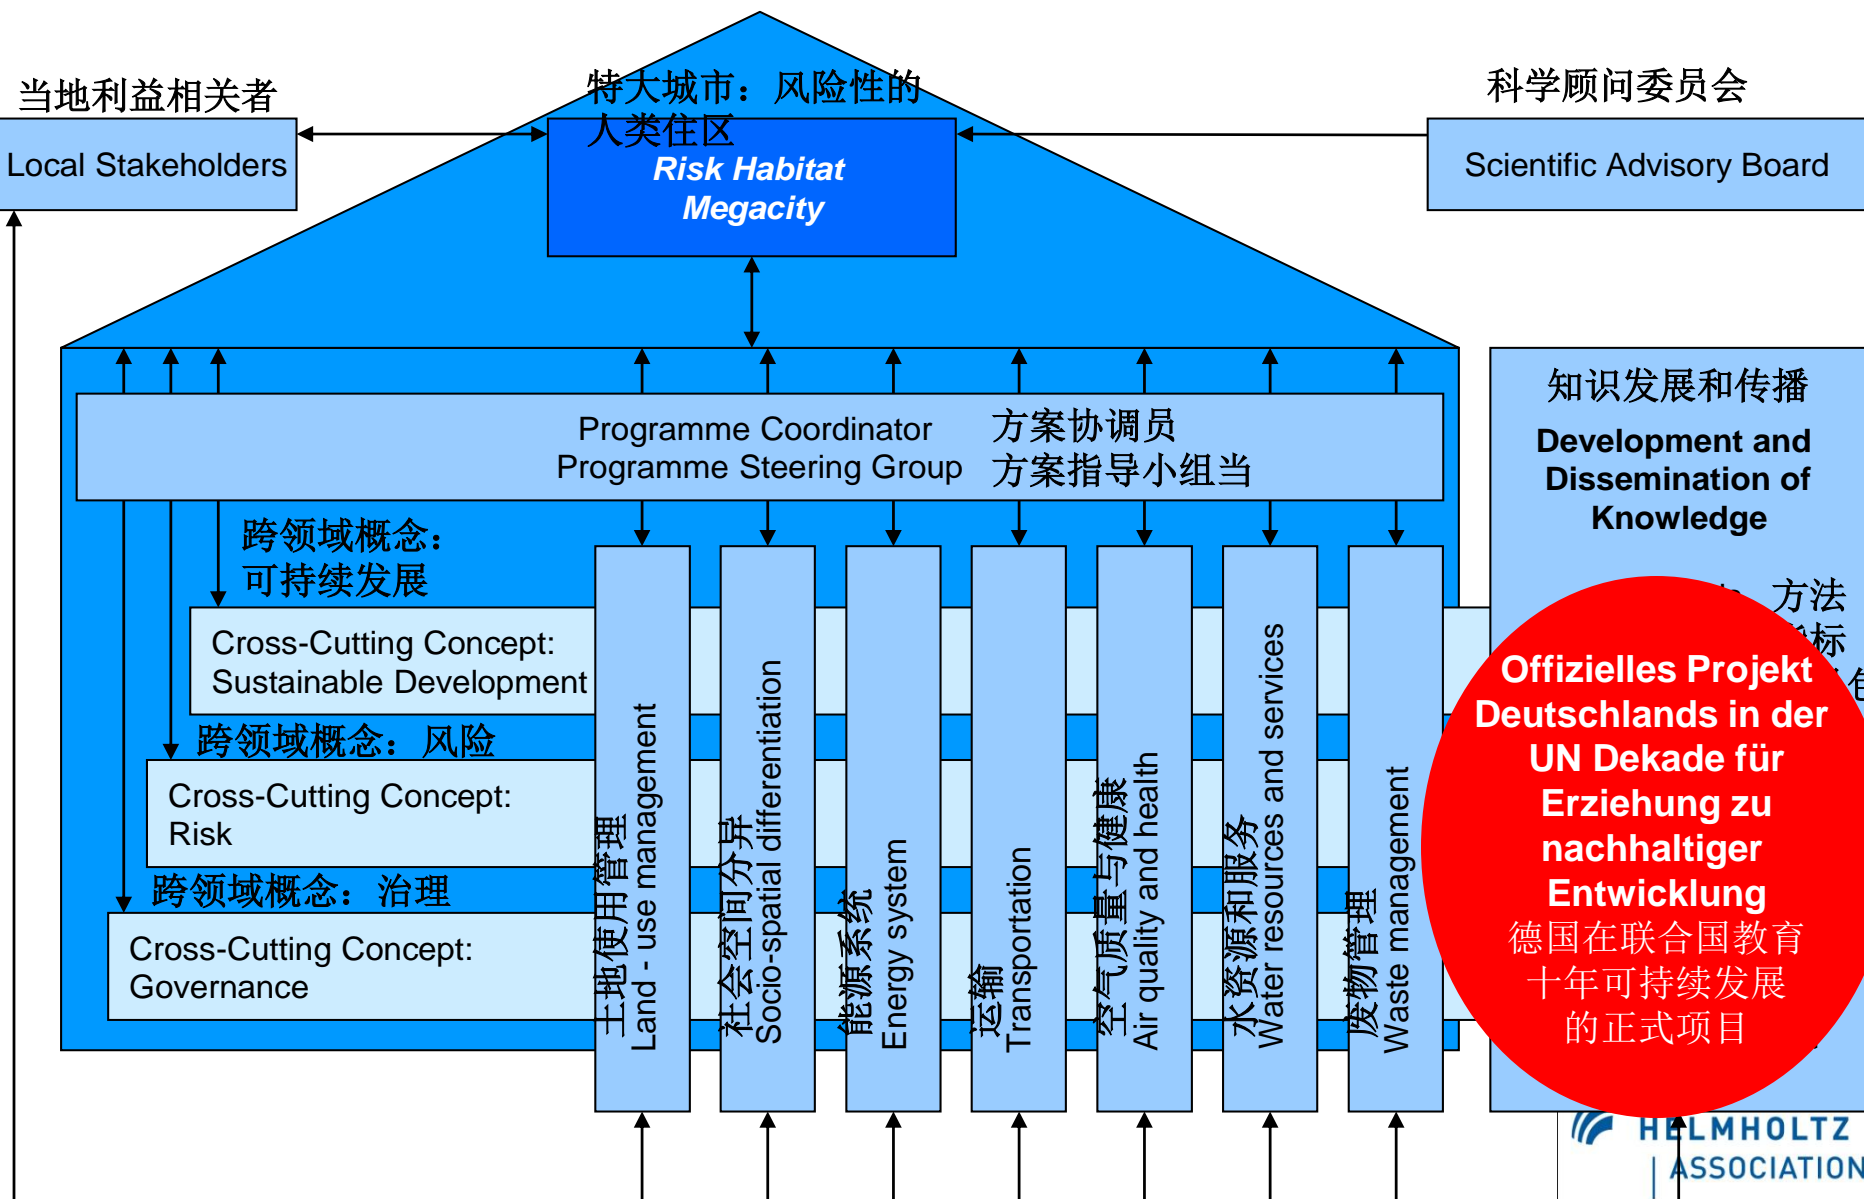 当地利益相关者
Local Stakeholders
特大城市：风险性的
人类住区
Risk Habitat
Megacity
科学顾问委员会
Scientific Advisory Board
Programme Coordinator
Programme Steering Group
方案协调员
方案指导小组当
跨领域概念：
可持续发展
Cross-Cutting Concept:
Sustainable Development
跨领域概念：风险
Cross-Cutting Concept:
Risk
跨领域概念：治理
Cross-Cutting Concept:
Governance
土地使用管理
Land - use management
社会空间分异
Socio-spatial differentiation
能源系统
Energy system
运输
Transportation
空气质量与健康
Air quality and health
水资源和服务
Water resources and services
废物管理
Waste management
知识发展和传播
Development and
Dissemination of
Knowledge
方法
标
Offizielles Projekt
Deutschlands in der
UN Dekade für
Erziehung zu
nachhaltiger
Entwicklung
德国在联合国教育
十年可持续发展
的正式项目
HELMHOLTZ
ASSOCIATION